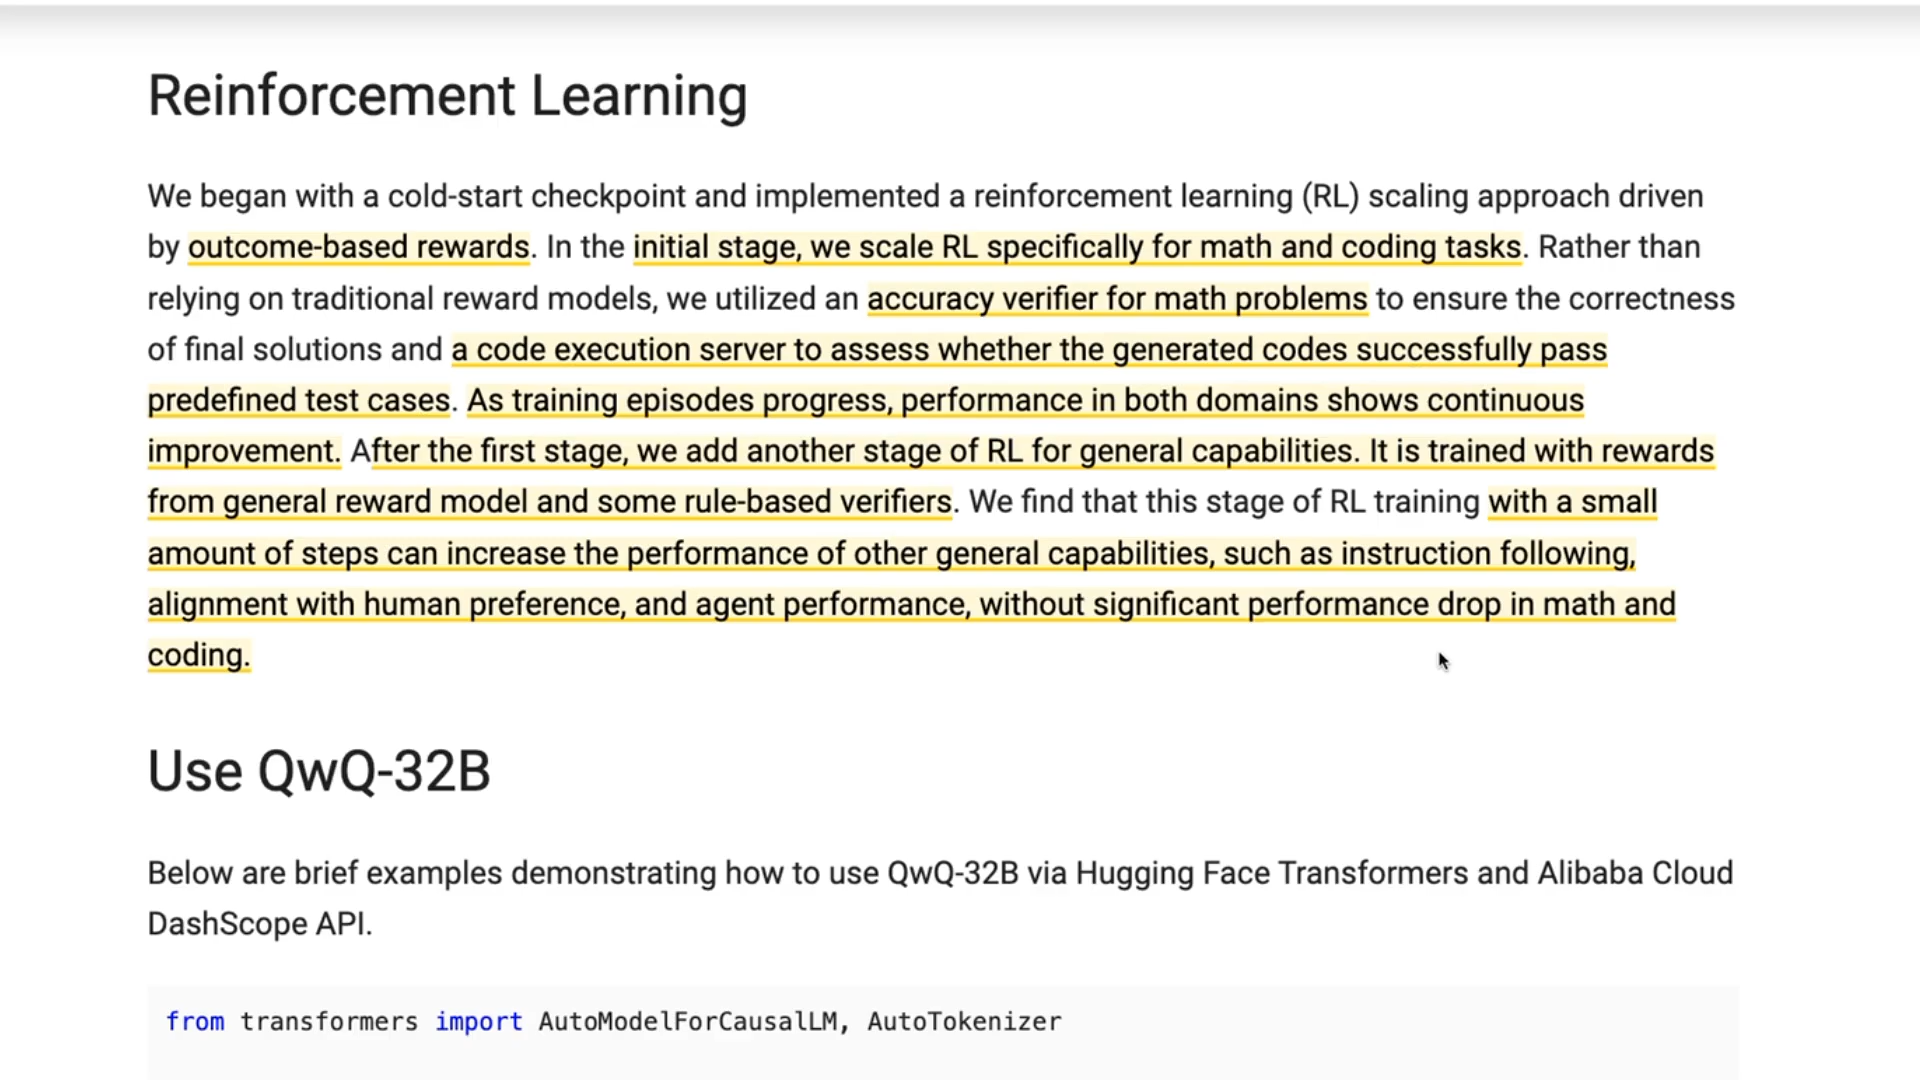 Reinforcement Learning
We began with a cold-start checkpoint and implemented a reinforcement learning (RL) scaling approach driven
by outcome-based rewards. In the initial stage, we scale RL specifically for math and coding tasks. Rather than
relying on traditional reward models, we utilized an accuracy verifier for math problems to ensure the correctness
of final solutions and a code execution server to assess whether the generated codes successfully pass
predefined test cases. As training episodes progress, performance in both domains shows continuous
improvement. After the first stage, we add another stage of RL for general capabilities. It is trained with rewards
from general reward model and some rule-based verifiers. We find that this stage of RL training with a small
amount of steps can increase the performance of other general capabilities, such as instruction following,
alignment with human preference, and agent performance, without significant performance drop in math and
coding.
Use QwQ-32B
Below are brief examples demonstrating how to use QwQ-32B via Hugging Face Transformers and Alibaba Cloud
DashScope API.
from transformers import AutoModelForCausalLM, AutoTokenizer